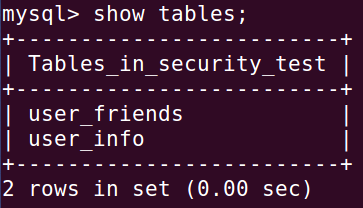 mysql> show tables;
+-------------------------+
| Tables_in_security_test |
+-------------------------+
| user_friends            |
| user_info               |
+-------------------------+
2 rows in set (0.00 sec)